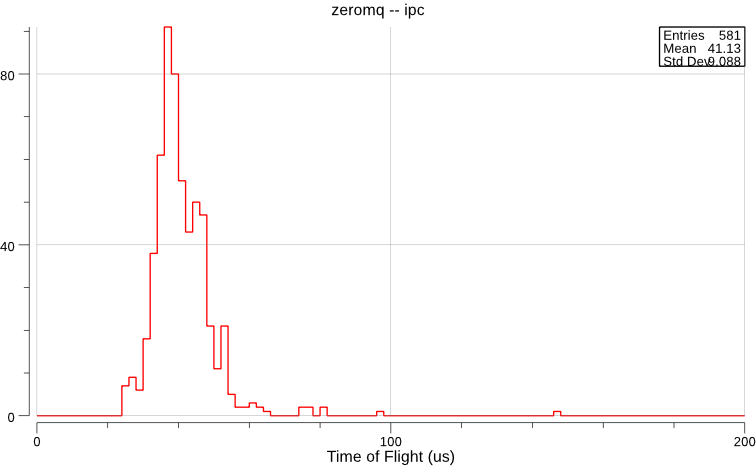 zeromq -- ipc
Entries 581
Mean 41.13
Std Dev 9.088
80
40
0
0 100 200
Time of Flight (us)